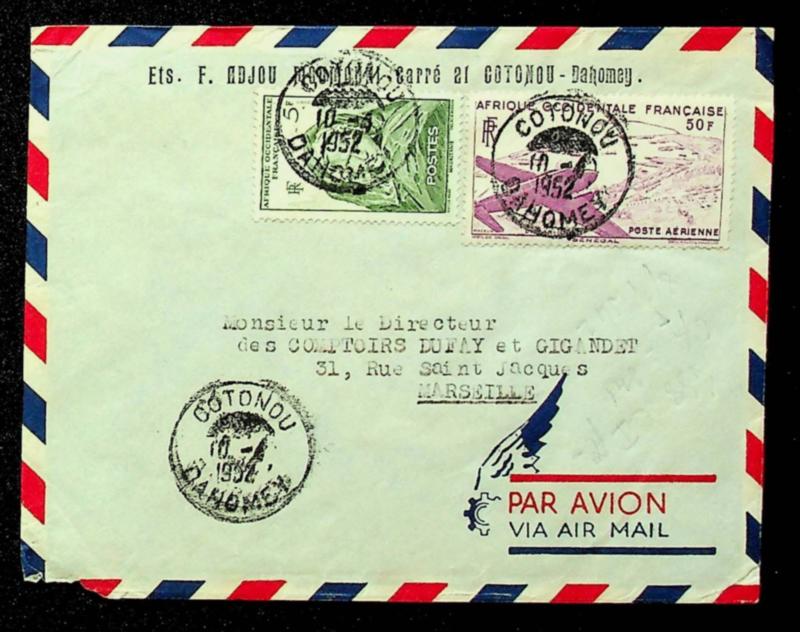 Ets. F. ADJOU Carré 21 COTONOU - Dahomey.
AFRIQUE OCCIDENTALE
FRANÇAISE
RF
5F
POSTES
COTONOU
10
1952
DAHOMEY
AFRIQUE OCCIDENTALE FRANÇAISE
RF
50F
POSTE AÉRIENNE
SÉNÉGAL
COTONOU
10
1952
DAHOMEY
Monsieur le Directeur
des COMPTOIRS DUFAY et GIGANDET
31, Rue Saint Jacques
MARSEILLE
COTONOU
10
1952
DAHOMEY
PAR AVION
VIA AIR MAIL